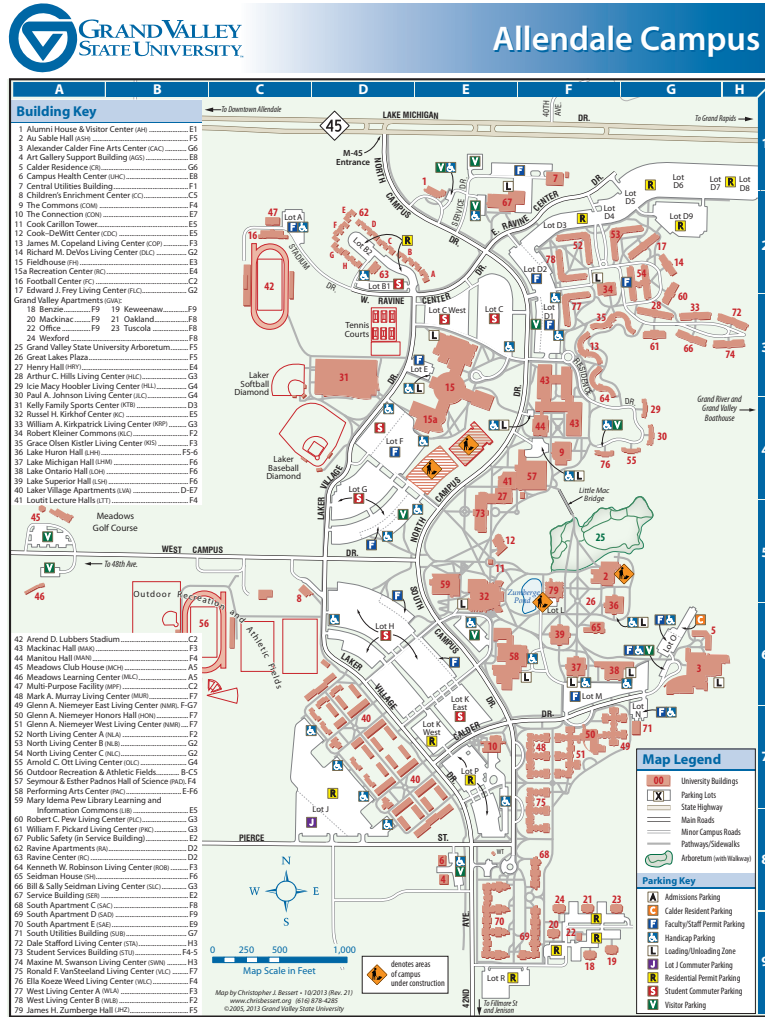 GRAND VALLEY
STATE UNIVERSITY
Allendale Campus
A B C D E F G H
Building Key
1 Alumni House & Visitor Center (AH) E1
2 Au Sable Hall (ASH) F5
3 Alexander Calder Fine Arts Center (CAC) G6
4 Art Gallery Support Building (AGS) E8
5 Calder Residence (CR) G6
6 Campus Health Center (UHC) E8
7 Central Utilities Building F1
8 Children's Enrichment Center (CC) C5
9 The Commons (COM) F4
10 The Connection (CON) E7
11 Cook Carillon Tower E5
12 Cook–DeWitt Center (CDC) E5
13 James M. Copeland Living Center (COP) F3
14 Richard M. DeVos Living Center (DLC) G2
15 Fieldhouse (FH) E3
15a Recreation Center (RC) E4
16 Football Center (FC) C2
17 Edward J. Frey Living Center (FLC) G2
Grand Valley Apartments (GVA):
18 Benzie F9 19 Keweenaw F9
20 Mackinac F9 21 Oakland F8
22 Office F9 23 Tuscola F8
24 Wexford F8
25 Grand Valley State University Arboretum F5
26 Great Lakes Plaza F5
27 Henry Hall (HRY) E4
28 Arthur C. Hills Living Center (HLC) G3
29 Icie Macy Hoobler Living Center (HLL) G4
30 Paul A. Johnson Living Center (JLC) G4
31 Kelly Family Sports Center (KTB) D3
32 Russel H. Kirkhof Center (KC) E5
33 William A. Kirkpatrick Living Center (KRP) G3
34 Robert Kleiner Commons (KLC) F2
35 Grace Olsen Kistler Living Center (KIS) F3
36 Lake Huron Hall (LHH) F5-6
37 Lake Michigan Hall (LHM) F6
38 Lake Ontario Hall (LOH) F6
39 Lake Superior Hall (LSH) F6
40 Laker Village Apartments (LVA) D-E7
41 Loutit Lecture Halls (LTT) F4
42 Arend D. Lubbers Stadium C2
43 Mackinac Hall (MAK) F3
44 Manitou Hall (MAN) F4
45 Meadows Club House (MCH) A5
46 Meadows Learning Center (MLC) A5
47 Multi-Purpose Facility (MPF) C2
48 Mark A. Murray Living Center (MUR) F7
49 Glenn A. Niemeyer East Living Center (NMR) F-G7
50 Glenn A. Niemeyer Honors Hall (HON) F7
51 Glenn A. Niemeyer West Living Center (NMR) F7
52 North Living Center A (NLA) F2
53 North Living Center B (NLB) G2
54 North Living Center C (NLC) G2
55 Arnold C. Ott Living Center (OLC) G4
56 Outdoor Recreation & Athletic Fields B-C5
57 Seymour & Esther Padnos Hall of Science (PAD) F4
58 Performing Arts Center (PAC) E-F6
59 Mary Idema Pew Library Learning and
Information Commons (LIB) E5
60 Robert C. Pew Living Center (PLC) G3
61 William F. Pickard Living Center (PKC) G3
67 Public Safety (in Service Building) E2
62 Ravine Apartments (RA) D2
63 Ravine Center (RC) D2
64 Kenneth W. Robinson Living Center (ROB) F3
65 Seidman House (SH) F6
66 Bill & Sally Seidman Living Center (SLC) G3
67 Service Building (SER) E2
68 South Apartment C (SAC) F8
69 South Apartment D (SAD) F9
70 South Apartment E (SAE) E9
71 South Utilities Building (SUB) G7
72 Dale Stafford Living Center (STA) H3
73 Student Services Building (STU) F4-5
74 Maxine M. Swanson Living Center (SWN) H3
75 Ronald F. VanSteeland Living Center (VLC) F7
76 Ella Koeze Weed Living Center (WLC) F4
77 West Living Center A (WLA) F3
78 West Living Center B (WLB) F2
79 James H. Zumberge Hall (JHZ) F5
To Downtown Allendale
45
LAKE MICHIGAN DR.
40TH AVE.
To Grand Rapids
M-45
Entrance
NORTH CAMPUS DR.
SERVICE DR.
E. RAVINE CENTER DR.
Lot A
Lot B2
Lot B1
STADIUM DR.
W. RAVINE CENTER
Lot C West
Lot C
Lot D1
Lot D2
Lot D3
Lot D4
Lot D5
Lot D6
Lot D7
Lot D8
Lot D9
Tennis
Courts
Laker
Softball
Diamond
Laker
Baseball
Diamond
Lot E
Lot F
Lot G
LAKER VILLAGE DR.
RESIDENCE DR.
Grand River and
Grand Valley
Boathouse
Little Mac
Bridge
NORTH CAMPUS DR.
Meadows
Golf Course
WEST CAMPUS DR.
To 48th Ave.
Outdoor Recreation and Athletic Fields
SOUTH CAMPUS DR.
Zumberge
Pond
Lot L
Lot H
LAKER VILLAGE DR.
Lot K
East
Lot K
West
CALDER DR.
Lot M
Lot N
Lot O
Lot P
Lot J
PIERCE ST.
WT
42ND AVE.
Lot R
To Fillmore St
and Jenison
N
W E
S
0 250 500 1,000
Map Scale in Feet
Map by Christopher J. Bessert • 10/2013 (Rev. 21)
www.chrisbessert.org (616) 878-4285
©2005, 2013 Grand Valley State University
denotes areas
of campus
under construction
Map Legend
00 University Buildings
X Parking Lots
State Highway
Main Roads
Minor Campus Roads
Pathways/Sidewalks
Arboretum (with Walkway)
Parking Key
A Admissions Parking
C Calder Resident Parking
F Faculty/Staff Permit Parking
Handicap Parking
L Loading/Unloading Zone
J Lot J Commuter Parking
R Residential Permit Parking
S Student Commuter Parking
V Visitor Parking